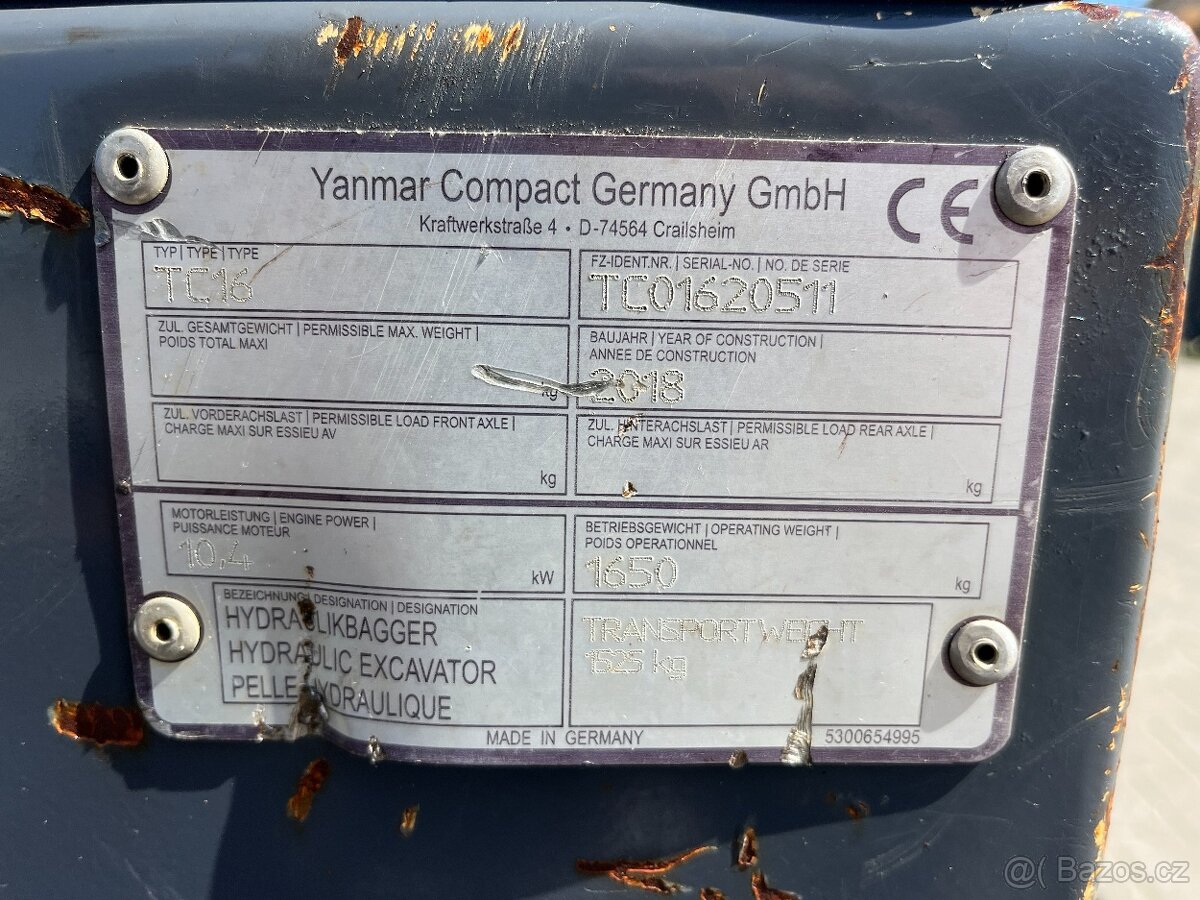 Yanmar Compact Germany GmbH
Kraftwerkstraße 4 • D-74564 Crailsheim
CE
TYP | TYPE | TYPE
TC16
FZ-IDENT.NR. | SERIAL-NO. | NO. DE SERIE
TC01620511
ZUL. GESAMTGEWICHT | PERMISSIBLE MAX. WEIGHT |
POIDS TOTAL MAXI
kg
BAUJAHR | YEAR OF CONSTRUCTION |
ANNEE DE CONSTRUCTION
2018
ZUL. VORDERACHSLAST | PERMISSIBLE LOAD FRONT AXLE |
CHARGE MAXI SUR ESSIEU AV
kg
ZUL. HINTERACHSLAST | PERMISSIBLE LOAD REAR AXLE |
CHARGE MAXI SUR ESSIEU AR
kg
MOTORLEISTUNG | ENGINE POWER |
PUISSANCE MOTEUR
10,4
kW
BETRIEBSGEWICHT | OPERATING WEIGHT |
POIDS OPERATIONNEL
1650
kg
BEZEICHNUNG | DESIGNATION | DESIGNATION
HYDRAULIKBAGGER
HYDRAULIC EXCAVATOR
PELLE HYDRAULIQUE
TRANSPORTWEIGHT
1525 kg
MADE IN GERMANY
5300654995
@( Bazos.cz